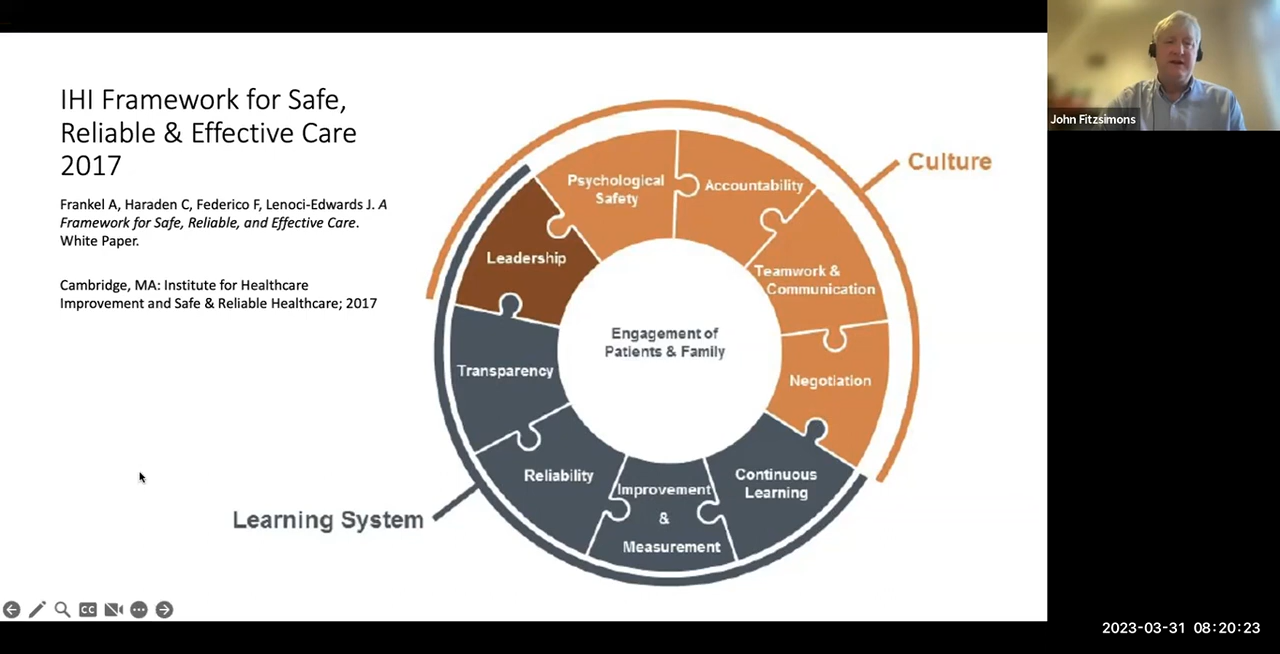 IHI Framework for Safe,
Reliable & Effective Care
2017
Frankel A, Haraden C, Federico F, Lenoci-Edwards J. A
Framework for Safe, Reliable, and Effective Care.
White Paper.
Cambridge, MA: Institute for Healthcare
Improvement and Safe & Reliable Healthcare; 2017
Culture
Psychological
Safety
Accountability
Leadership
Teamwork &
Communication
Engagement of
Patients & Family
Transparency
Negotiation
Reliability
Improvement
&
Measurement
Continuous
Learning
Learning System
CC
John Fitzsimons
2023-03-31 08:20:23